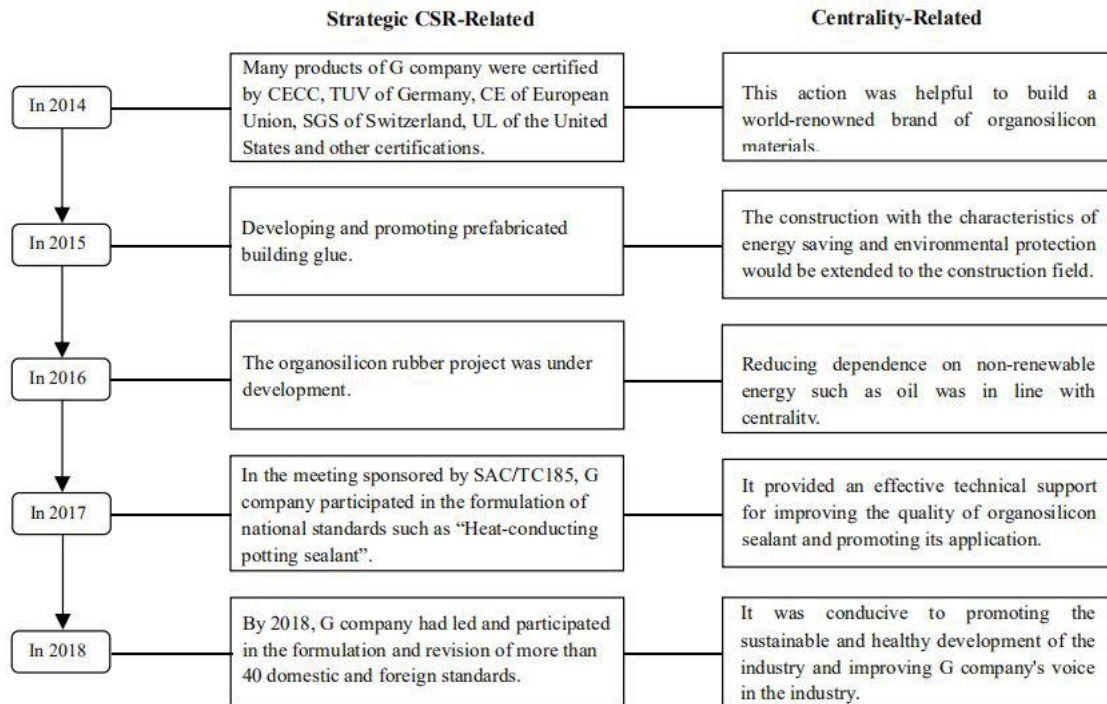 Strategic CSR-Related
Centrality-Related
In 2014
Many products of G company were certified
by CECC, TUV of Germany, CE of European
Union, SGS of Switzerland, UL of the United
States and other certifications.
This action was helpful to build a
world-renowned brand of organosilicon
materials.
In 2015
Developing and promoting prefabricated
building glue.
The construction with the characteristics of
energy saving and environmental protection
would be extended to the construction field.
In 2016
The organosilicon rubber project was under
development.
Reducing dependence on non-renewable
energy such as oil was in line with
centrality.
In 2017
In the meeting sponsored by SAC/TC185, G
company participated in the formulation of
national standards such as “Heat-conducting
potting sealant”.
It provided an effective technical support
for improving the quality of organosilicon
sealant and promoting its application.
In 2018
By 2018, G company had led and participated
in the formulation and revision of more than
40 domestic and foreign standards.
It was conducive to promoting the
sustainable and healthy development of the
industry and improving G company's voice
in the industry.